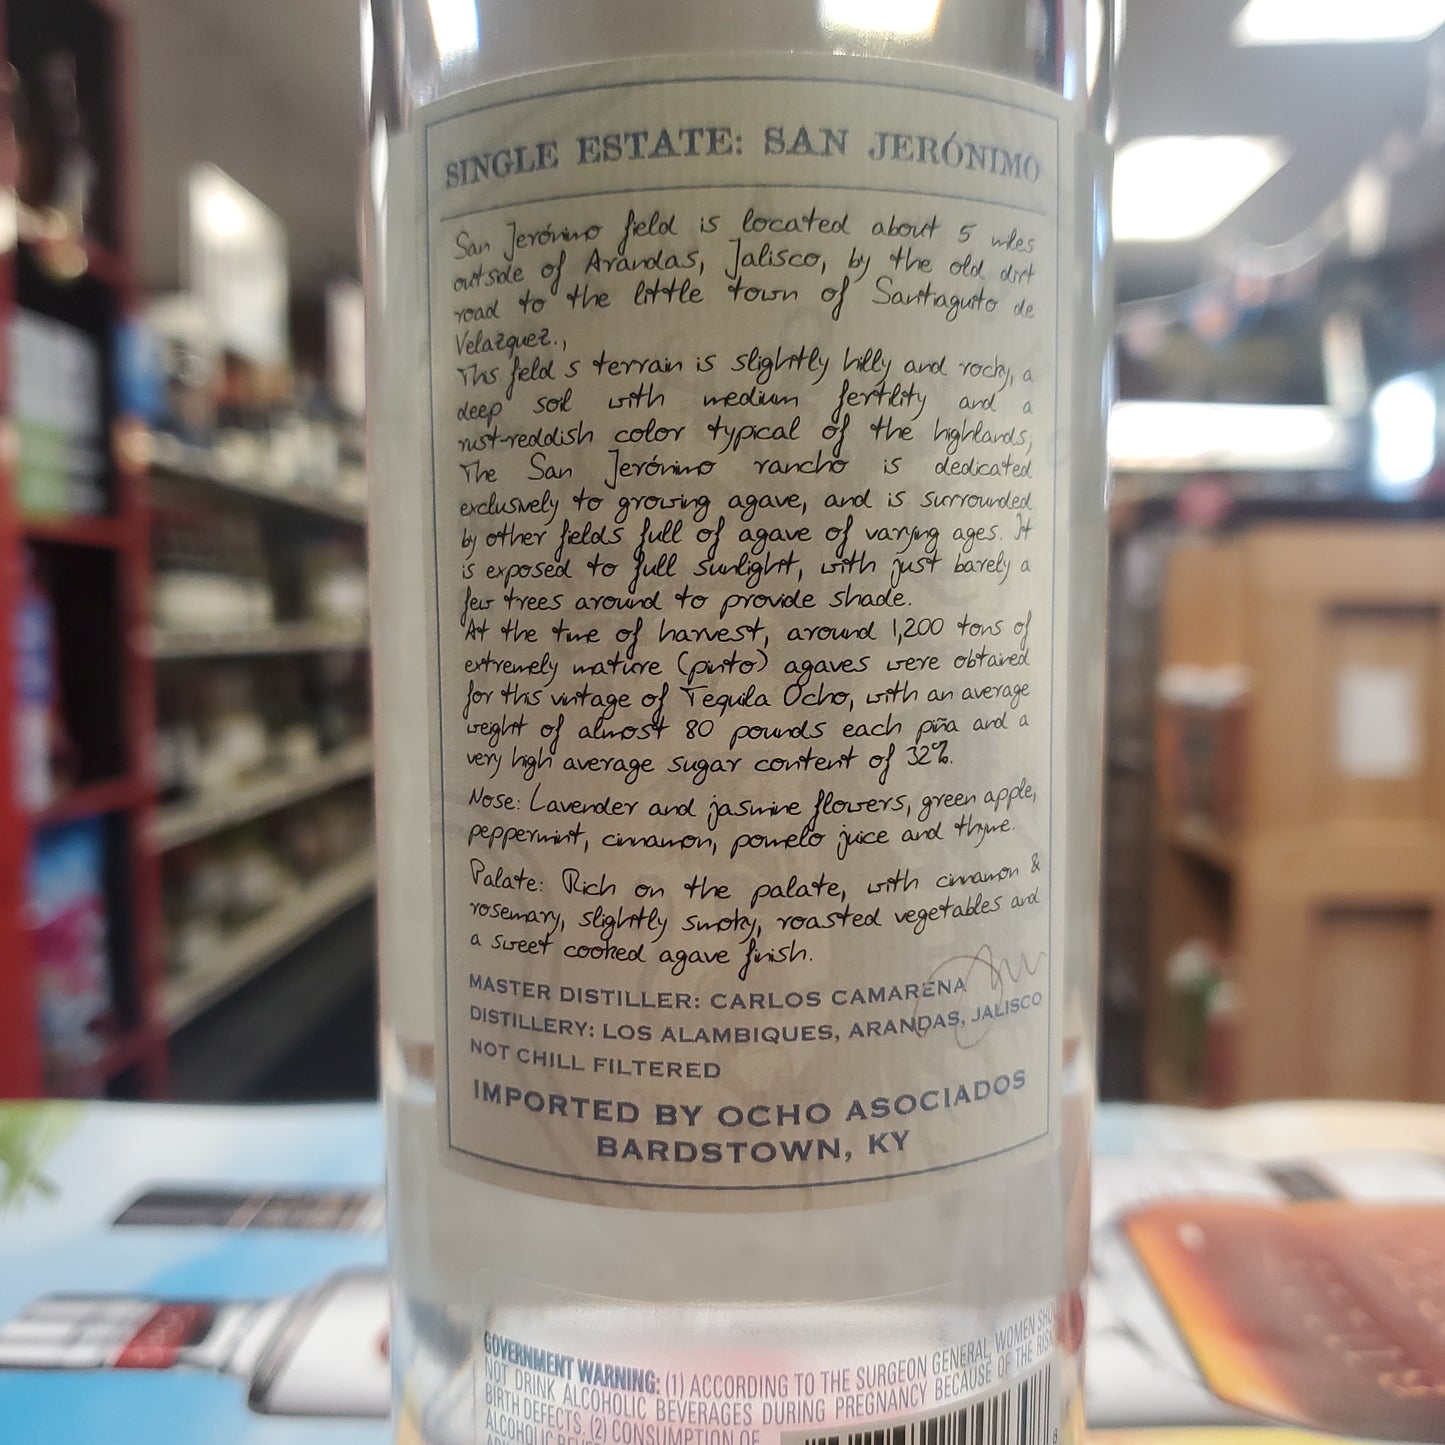 SINGLE ESTATE: SAN JERÓNIMO
San Jerónimo field is located about 5 miles
outside of Arandas, Jalisco, by the old dirt
road to the little town of Santiaguito de
Velazquez.,
This field s terrain is slightly hilly and rocky, a
deep soil with medium fertility and a
rust-reddish color typical of the highlands;
The San Jerónimo rancho is dedicated
exclusively to growing agave, and is surrounded
by other fields full of agave of varying ages. It
is exposed to full sunlight, with just barely a
few trees around to provide shade.
At the time of harvest, around 1,200 tons of
extremely mature (pinto) agaves were obtained
for this vintage of Tequila Ocho, with an average
weight of almost 80 pounds each piña and a
very high average sugar content of 32%.
Nose: Lavender and jasmine flowers, green apple,
peppermint, cinnamon, pomelo juice and thyme.
Palate: Rich on the palate, with cinnamon &
rosemary, slightly smoky, roasted vegetables and
a sweet cooked agave finish.
MASTER DISTILLER: CARLOS CAMARENA
DISTILLERY: LOS ALAMBIQUES, ARANDAS, JALISCO
NOT CHILL FILTERED
IMPORTED BY OCHO ASOCIADOS
BARDSTOWN, KY
GOVERNMENT WARNING: (1) ACCORDING TO THE SURGEON GENERAL, WOMEN
NOT DRINK ALCOHOLIC BEVERAGES DURING PREGNANCY BECAUSE OF THE
BIRTH DEFECTS. (2) CONSUMPTION OF
ALCOHOLIC